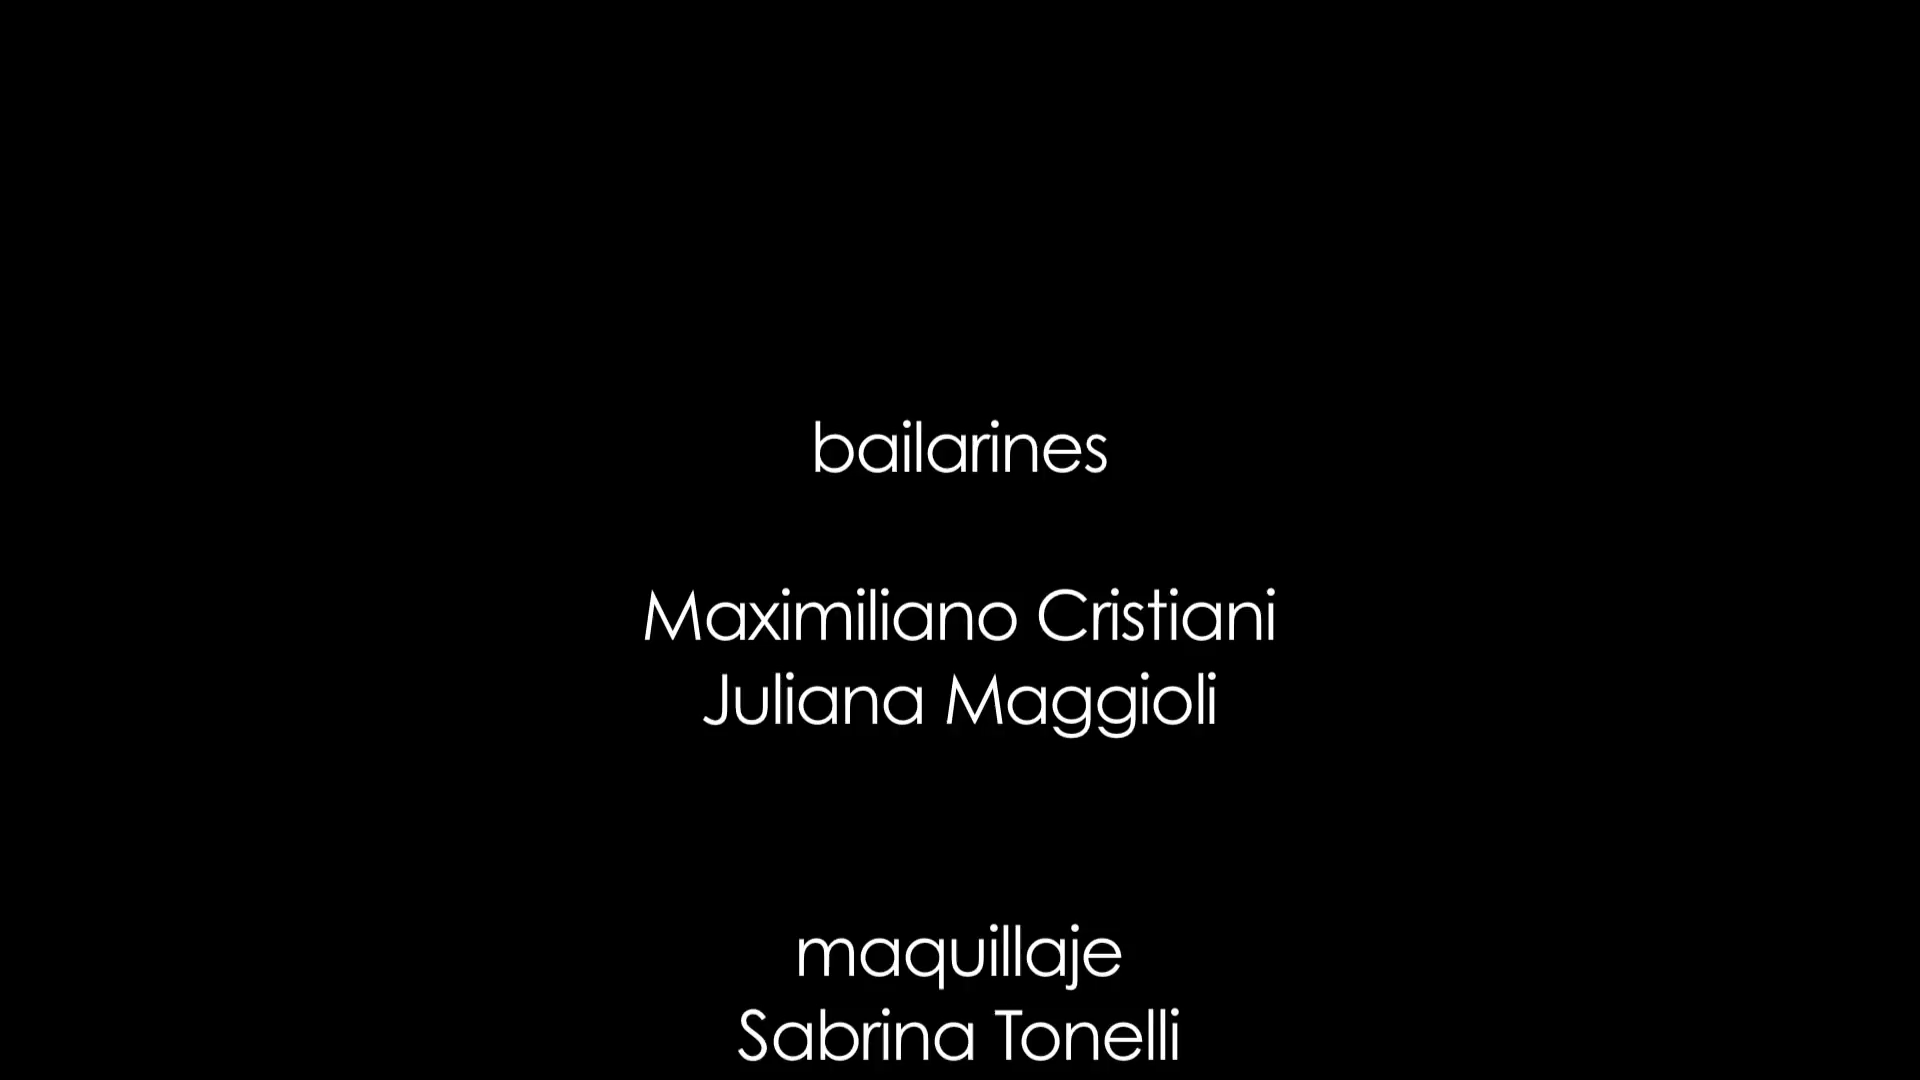 bailarines
Maximiliano Cristiani
Juliana Maggioli
maquillaje
Sabrina Tonelli